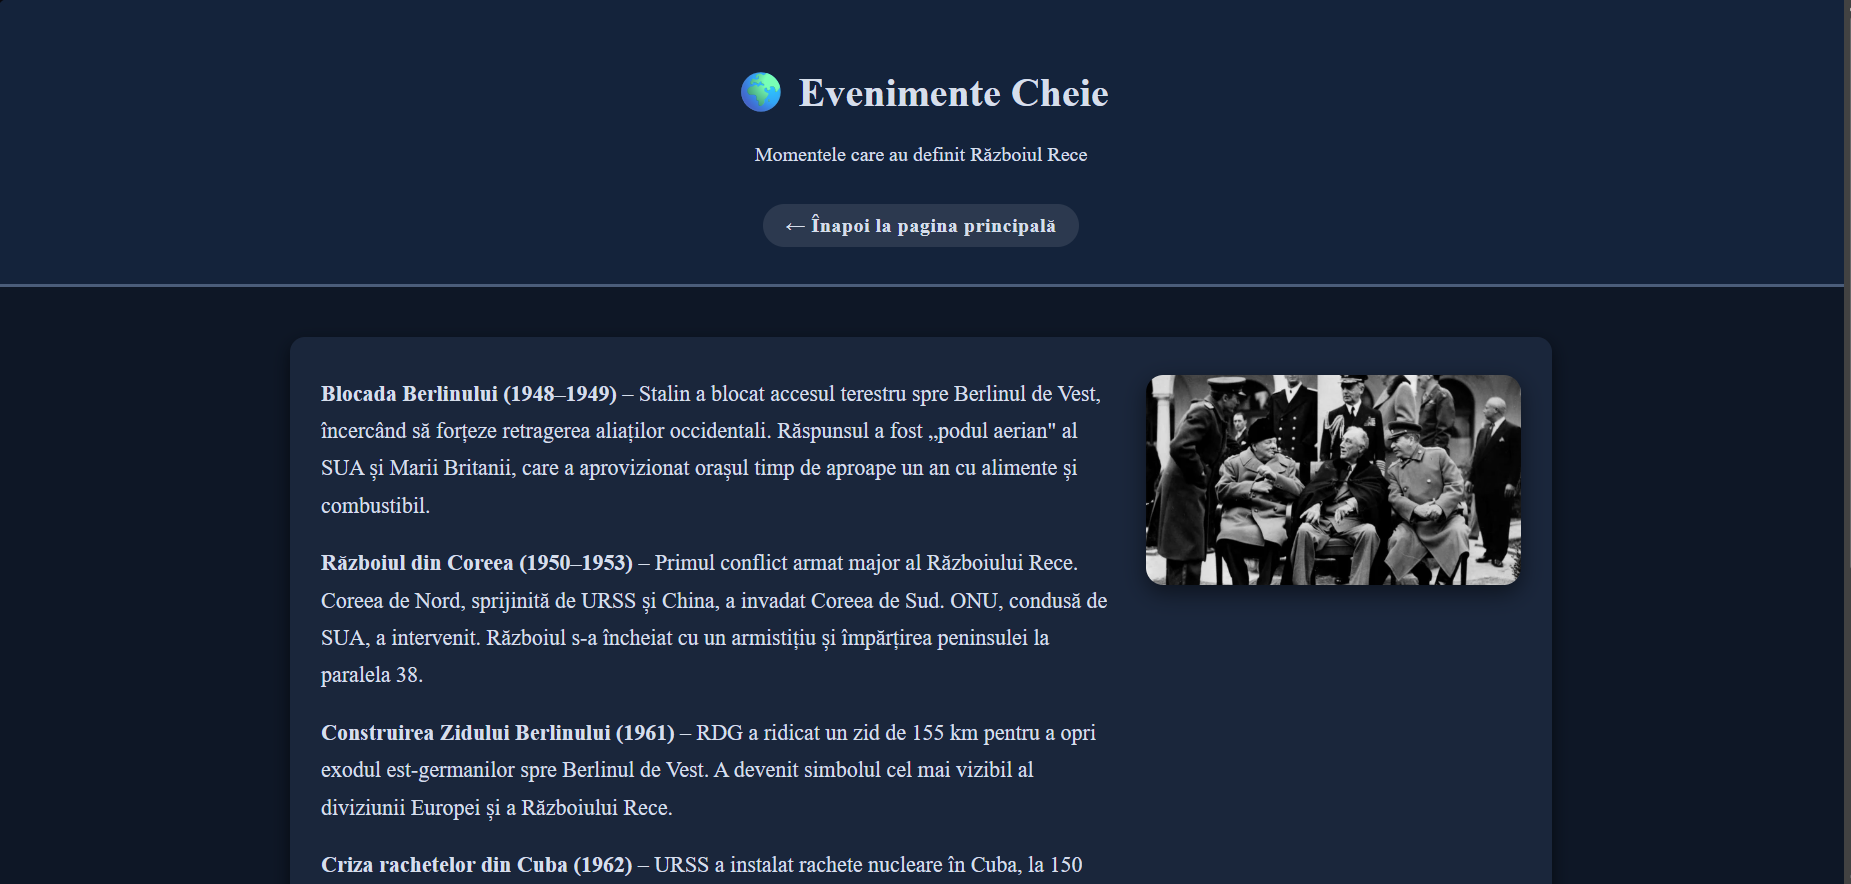 Evenimente Cheie
Momentele care au definit Războiul Rece
← Înapoi la pagina principală
Blocada Berlinului (1948–1949) – Stalin a blocat accesul terestru spre Berlinul de Vest,
încercând să forțeze retragerea aliaților occidentali. Răspunsul a fost „podul aerian" al
SUA și Marii Britanii, care a aprovizionat orașul timp de aproape un an cu alimente și
combustibil.
Războiul din Coreea (1950–1953) – Primul conflict armat major al Războiului Rece.
Coreea de Nord, sprijinită de URSS și China, a invadat Coreea de Sud. ONU, condusă de
SUA, a intervenit. Războiul s-a încheiat cu un armistițiu și împărțirea peninsulei la
paralela 38.
Construirea Zidului Berlinului (1961) – RDG a ridicat un zid de 155 km pentru a opri
exodul est-germanilor spre Berlinul de Vest. A devenit simbolul cel mai vizibil al
diviziunii Europei și a Războiului Rece.
Criza rachetelor din Cuba (1962) – URSS a instalat rachete nucleare în Cuba, la 150